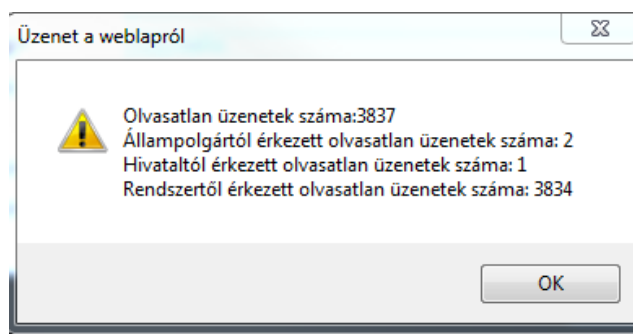 Üzenet a weblapról
Olvasatlan üzenetek száma:3837
Állampolgártól érkezett olvasatlan üzenetek száma: 2
Hivataltól érkezett olvasatlan üzenetek száma: 1
Rendszertől érkezett olvasatlan üzenetek száma: 3834
OK